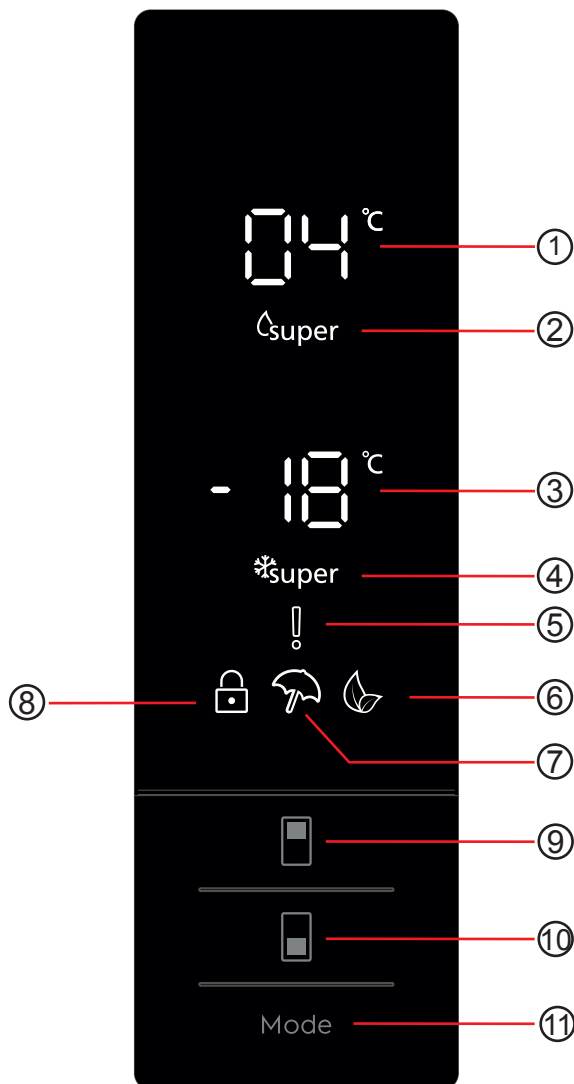 04 °C
①
super
②
- 18 °C
③
super
④
⑤
⑧
⑥
⑦
⑨
⑩
Mode
⑪